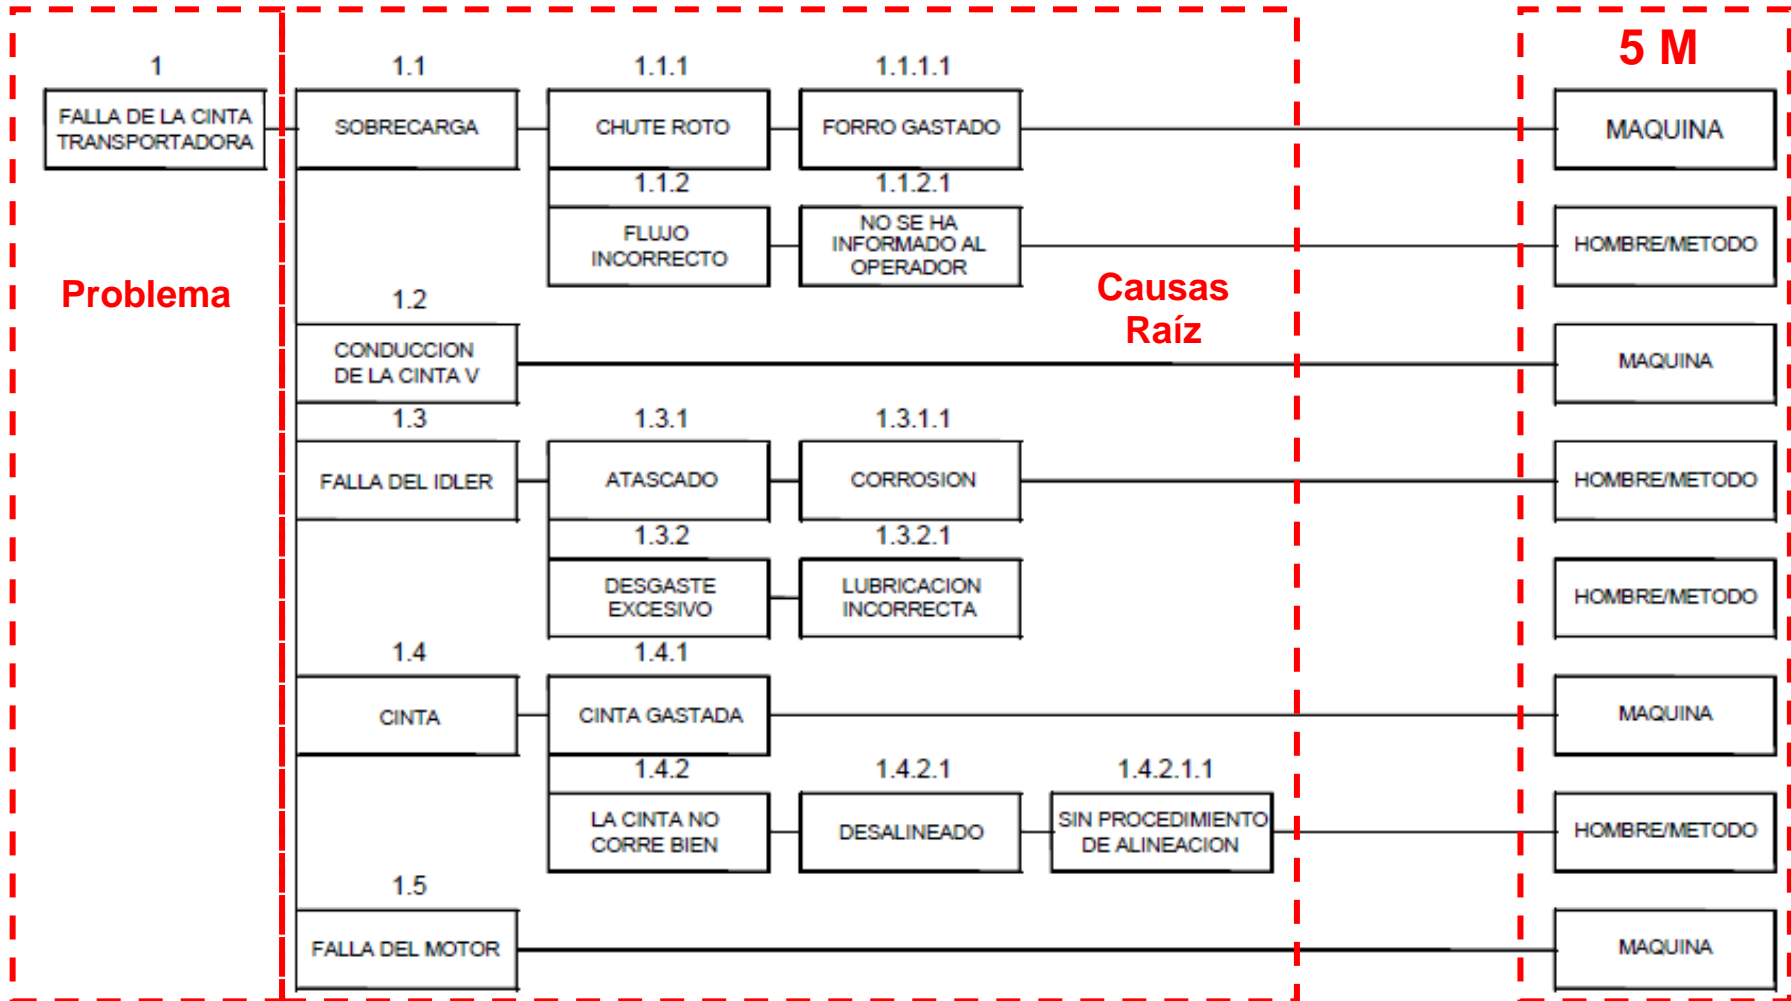 5 M
1
1.1
1.1.1
1.1.1.1
FALLA DE LA CINTA
TRANSPORTADORA
SOBRECARGA
CHUTE ROTO
FORRO GASTADO
MAQUINA
1.1.2
1.1.2.1
FLUJO
INCORRECTO
NO SE HA
INFORMADO AL
OPERADOR
HOMBRE/METODO
Problema
Causas
Raíz
1.2
CONDUCCION
DE LA CINTA V
MAQUINA
1.3
1.3.1
1.3.1.1
FALLA DEL IDLER
ATASCADO
CORROSION
HOMBRE/METODO
1.3.2
1.3.2.1
DESGASTE
EXCESIVO
LUBRICACION
INCORRECTA
HOMBRE/METODO
1.4
1.4.1
CINTA
CINTA GASTADA
MAQUINA
1.4.2
1.4.2.1
1.4.2.1.1
LA CINTA NO
CORRE BIEN
DESALINEADO
SIN PROCEDIMIENTO
DE ALINEACION
HOMBRE/METODO
1.5
FALLA DEL MOTOR
MAQUINA